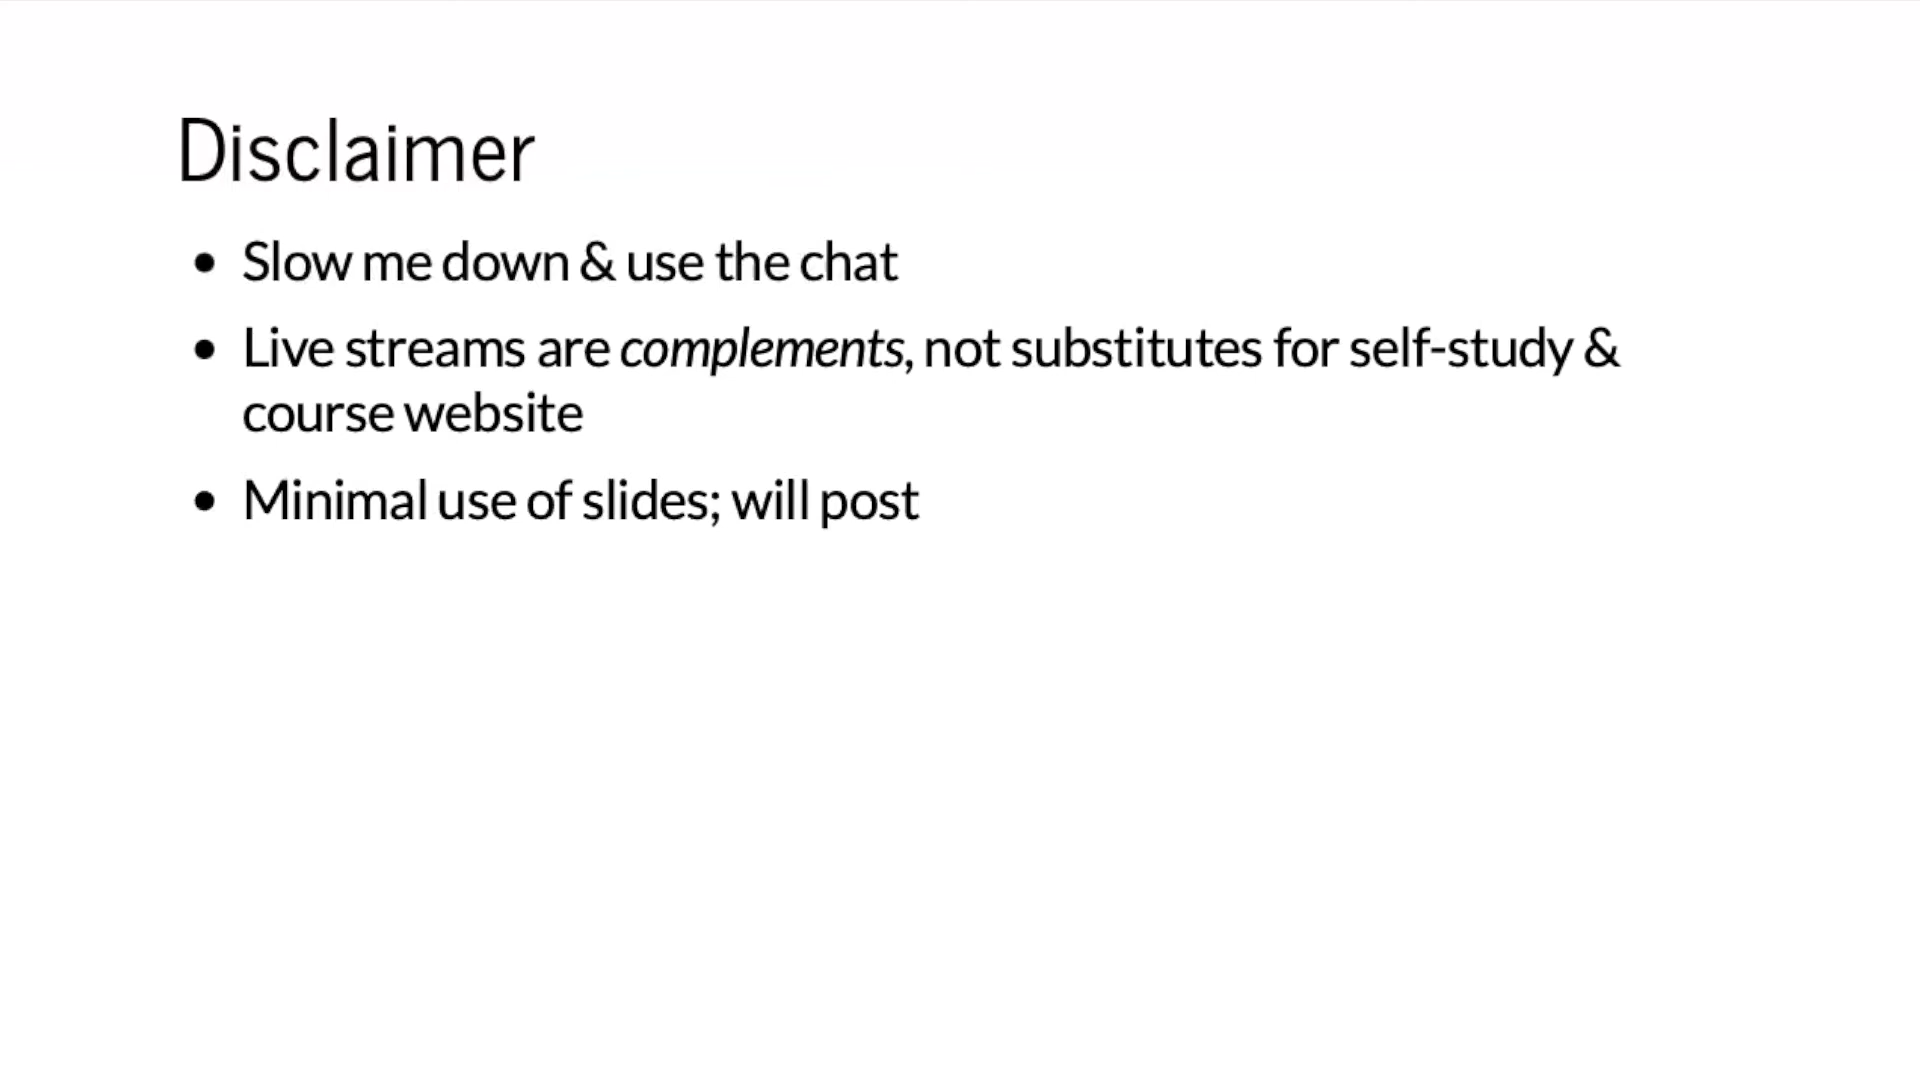 Disclaimer
• Slow me down & use the chat
• Live streams are complements, not substitutes for self-study &
course website
• Minimal use of slides; will post